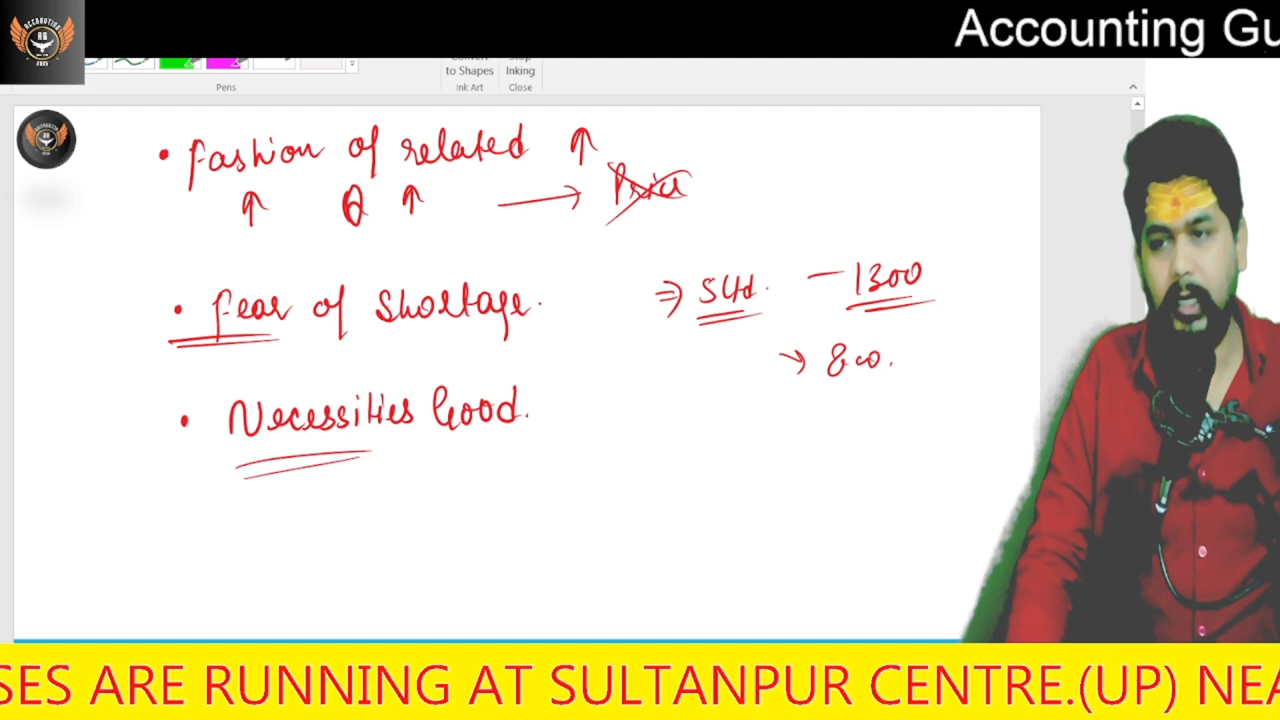 Accounting Gu
to Shapes
Inking
Pens
Ink Art
Close
• Fashion of related ↑
↑ Q ↑ → Price
• Fear of Shortage.
⇒ – 1300
→ 800.
• Necessities Good.
SES ARE RUNNING AT SULTANPUR CENTRE.(UP) NEA